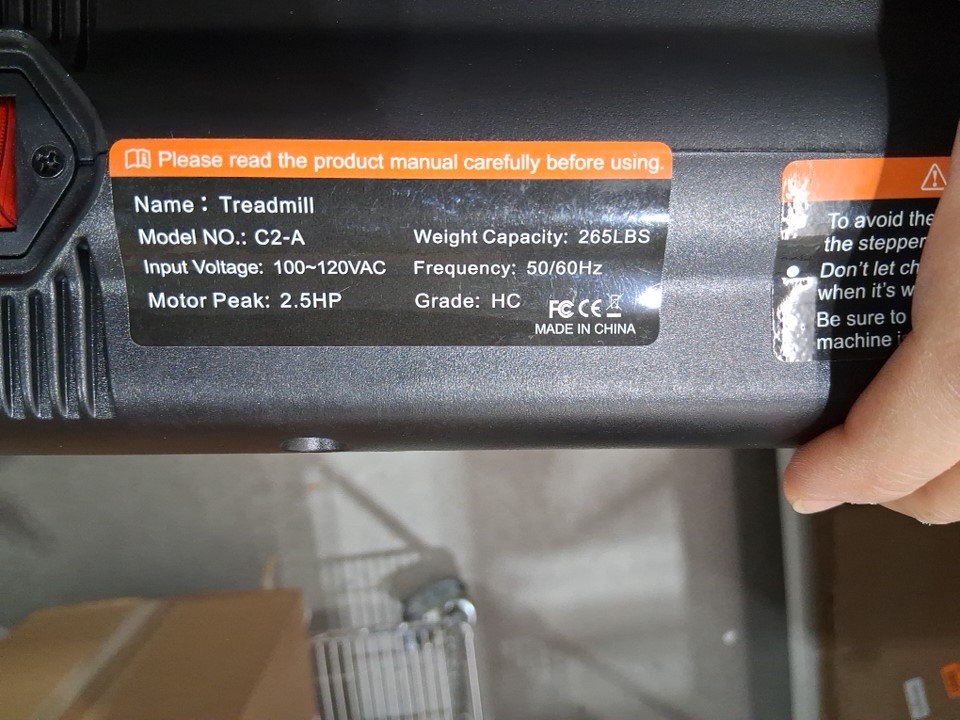 Please read the product manual carefully before using.
Name: Treadmill
Model NO.: C2-A
Weight Capacity: 265LBS
Input Voltage: 100~120VAC
Frequency: 50/60Hz
Motor Peak: 2.5HP
Grade: HC
FC CE
MADE IN CHINA
To avoid the
the stepper
Don't let
when it's
Be sure to
machine